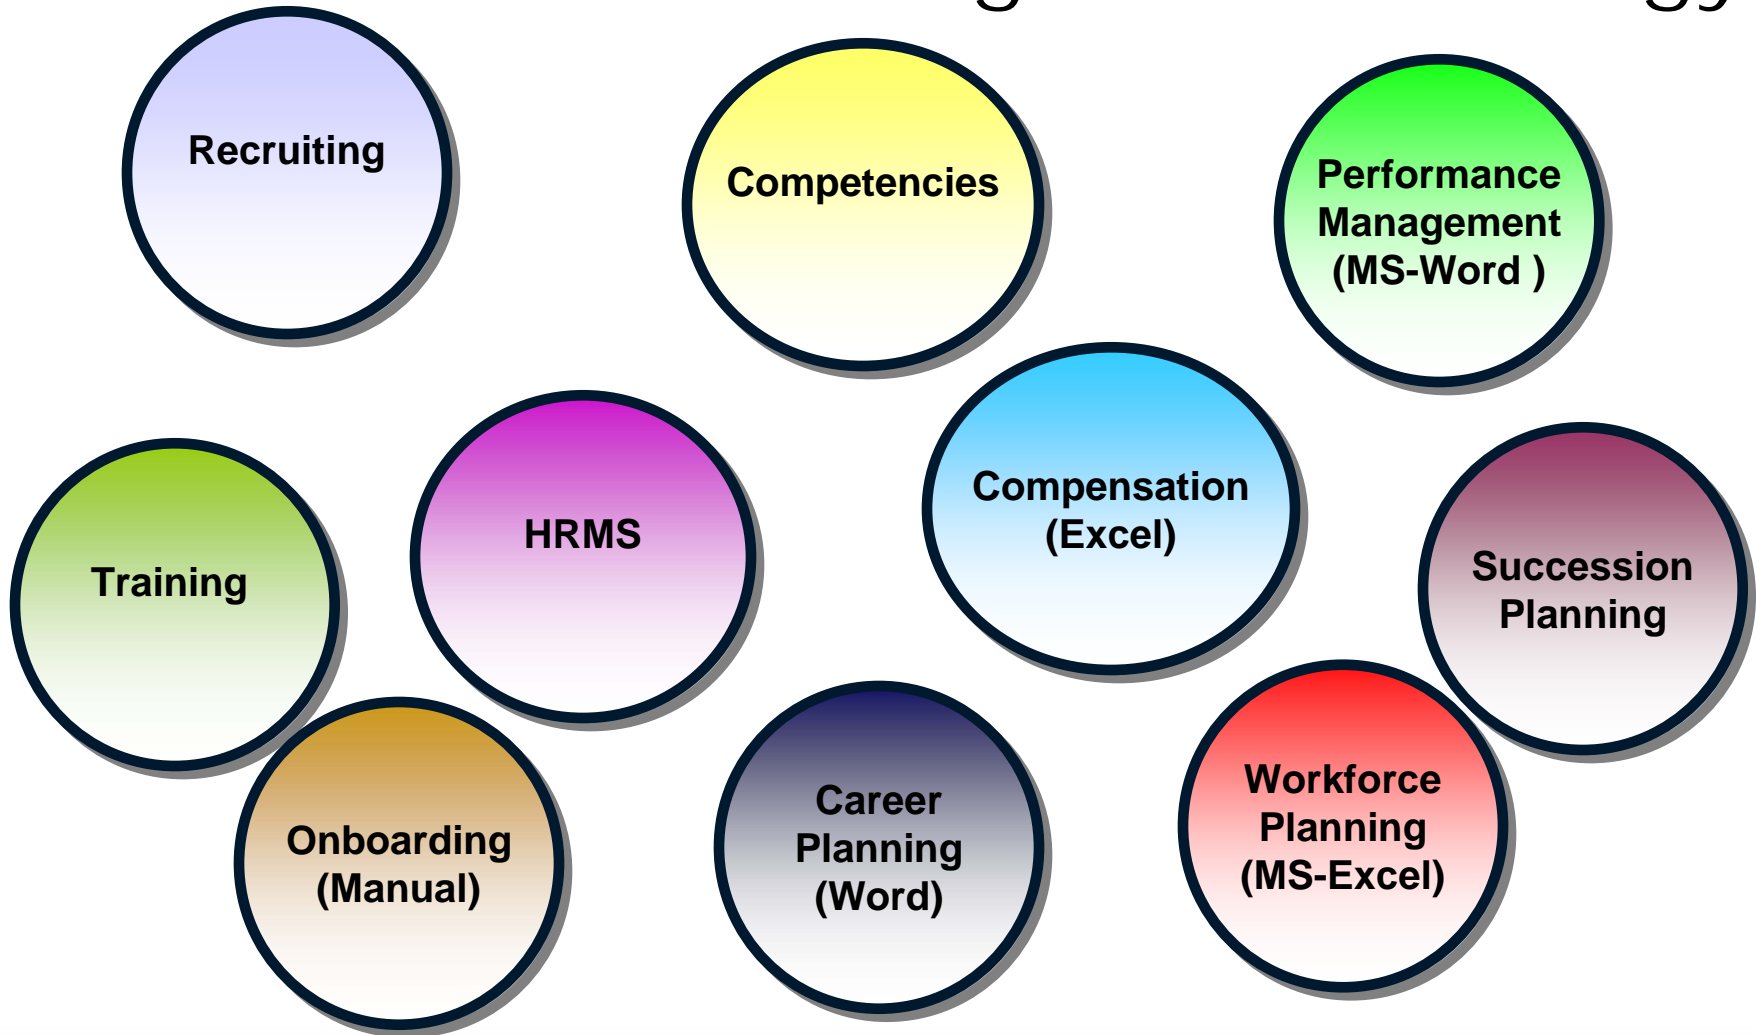 Recruiting
Competencies
Performance
Management
(MS-Word )
Training
HRMS
Compensation
(Excel)
Succession
Planning
Onboarding
(Manual)
Career
Planning
(Word)
Workforce
Planning
(MS-Excel)